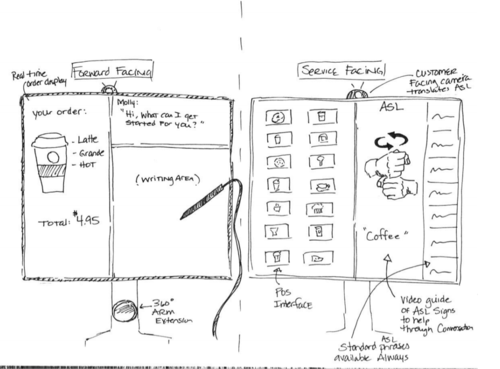 Forward Facing
Real time
order display
your order:
- Latte
- Grande
- HOT
Total: $4.95
Molly:
"Hi, What can I get
started for you?"
(Writing Area)
360°
ARM
Extension
Service Facing
CUSTOMER
Facing camera
translates ASL
ASL
"Coffee"
POS
Interface
Video guide
of ASL Signs
to help
through Conversation
Standard ASL phrases
available Always